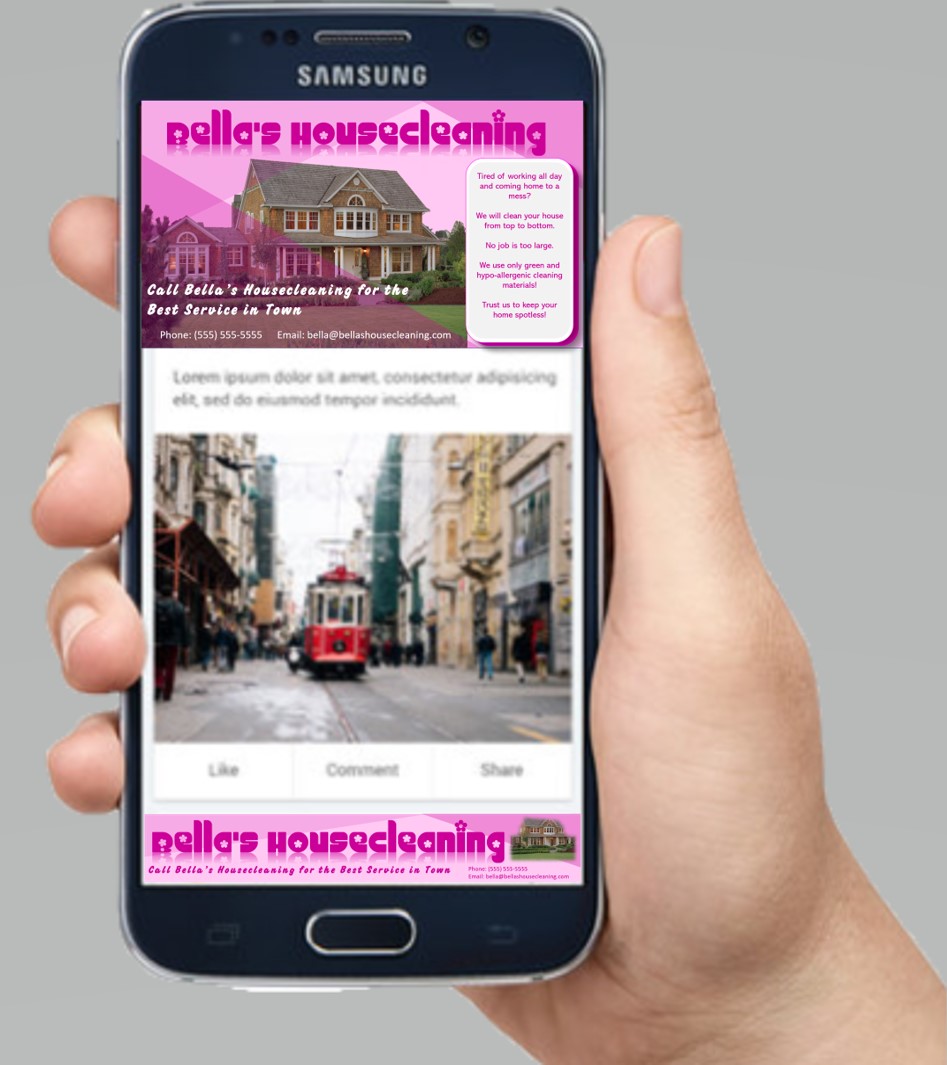 SAMSUNG
Bella's Housecleaning
Tired of working all day
and coming home to a
mess?
We will clean your house
from top to bottom.
No job is too large.
We use only green and
hypo-allergenic cleaning
materials!
Trust us to keep your
home spotless!
Call Bella's Housecleaning for the
Best Service in Town
Phone: (555) 555-5555 Email: bella@bellashousecleaning.com
Lorem ipsum dolor sit amet, consectetur adipisicing
elit, sed do eiusmod tempor incididunt.
Like Comment Share
Bella's Housecleaning
Call Bella's Housecleaning for the Best Service in Town
Phone: (555) 555-5555
Email: bella@bellashousecleaning.com